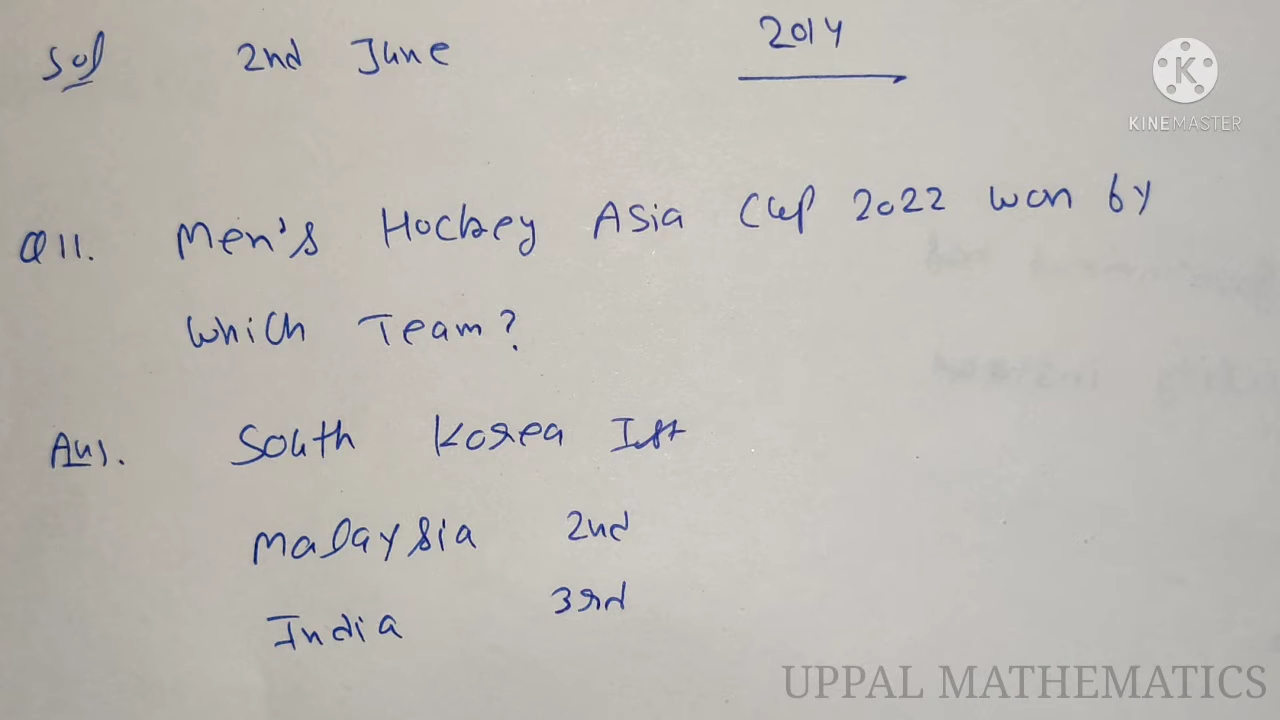 Sol 2nd June 2014
KINEMASTER
Q11. Men's Hockey Asia Cup 2022 won by
which Team?
Ans. South Korea Ist
Malaysia 2nd
India 3rd
UPPAL MATHEMATICS